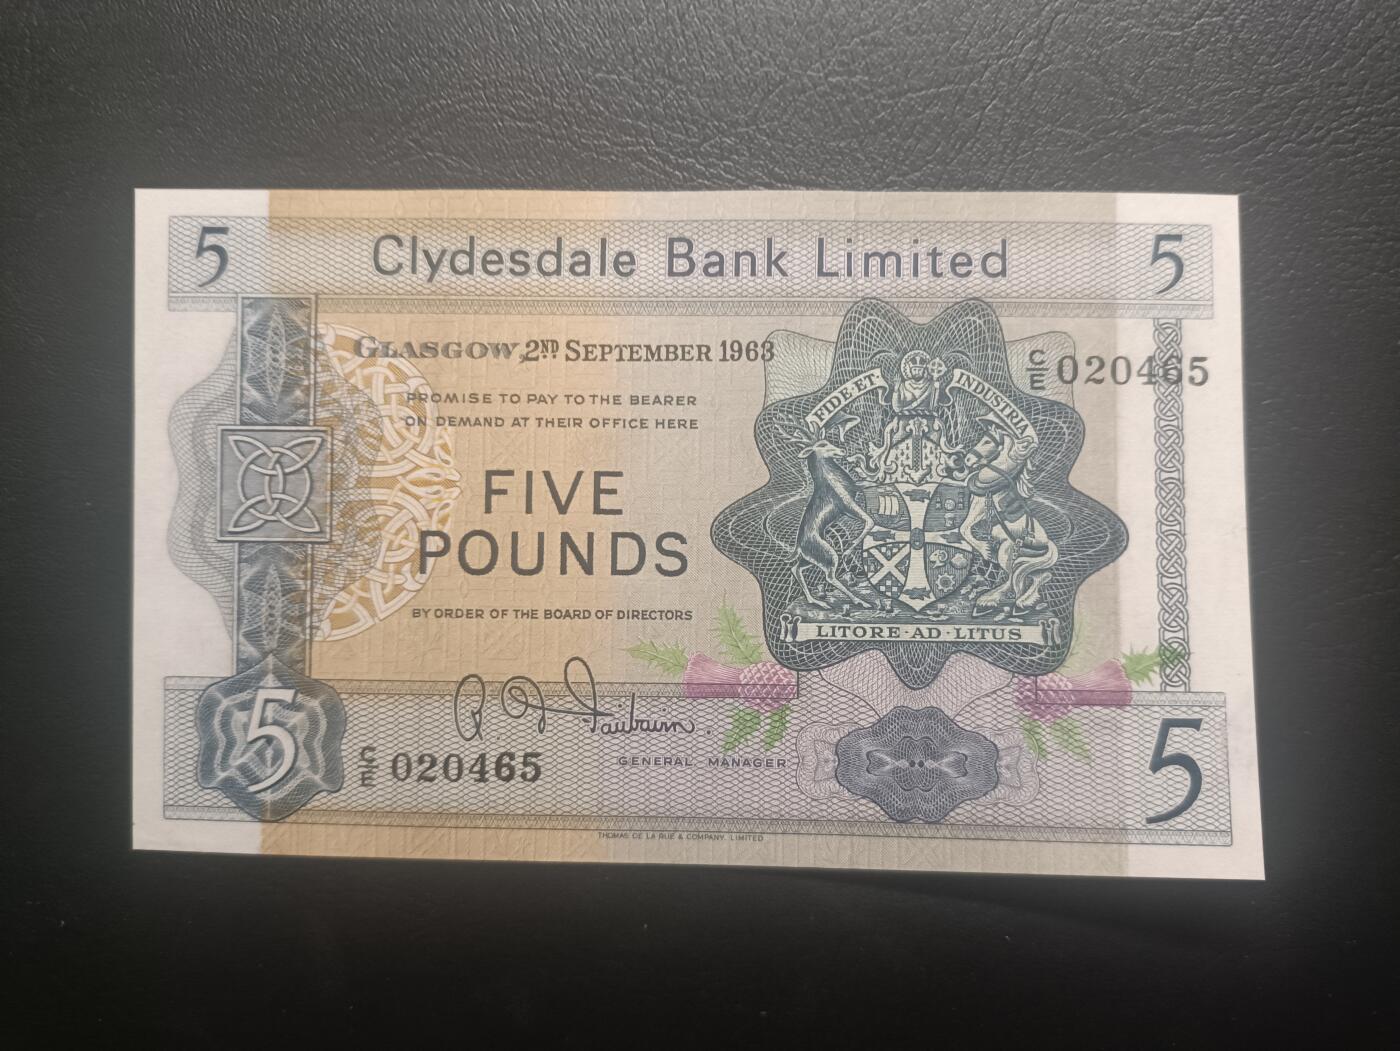 5 Clydesdale Bank Limited 5
GLASGOW, 2ND SEPTEMBER 1963
C/E 020465
PROMISE TO PAY TO THE BEARER
ON DEMAND AT THEIR OFFICE HERE
FIDE·ET· INDUSTRIA
FIVE
POUNDS
BY ORDER OF THE BOARD OF DIRECTORS
LITORE·AD·LITUS
R D Fairbairn.
5 C/E 020465
GENERAL MANAGER
5
THOMAS DE LA RUE & COMPANY, LIMITED